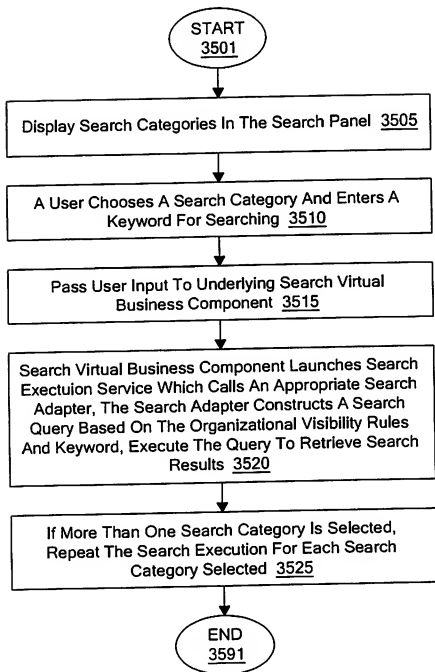 START
3501
Display Search Categories In The Search Panel 3505
A User Chooses A Search Category And Enters A
Keyword For Searching 3510
Pass User Input To Underlying Search Virtual
Business Component 3515
Search Virtual Business Component Launches Search
Exectuion Service Which Calls An Appropriate Search
Adapter, The Search Adapter Constructs A Search
Query Based On The Organizational Visibility Rules
And Keyword, Execute The Query To Retrieve Search
Results 3520
If More Than One Search Category Is Selected,
Repeat The Search Execution For Each Search
Category Selected 3525
END
3591